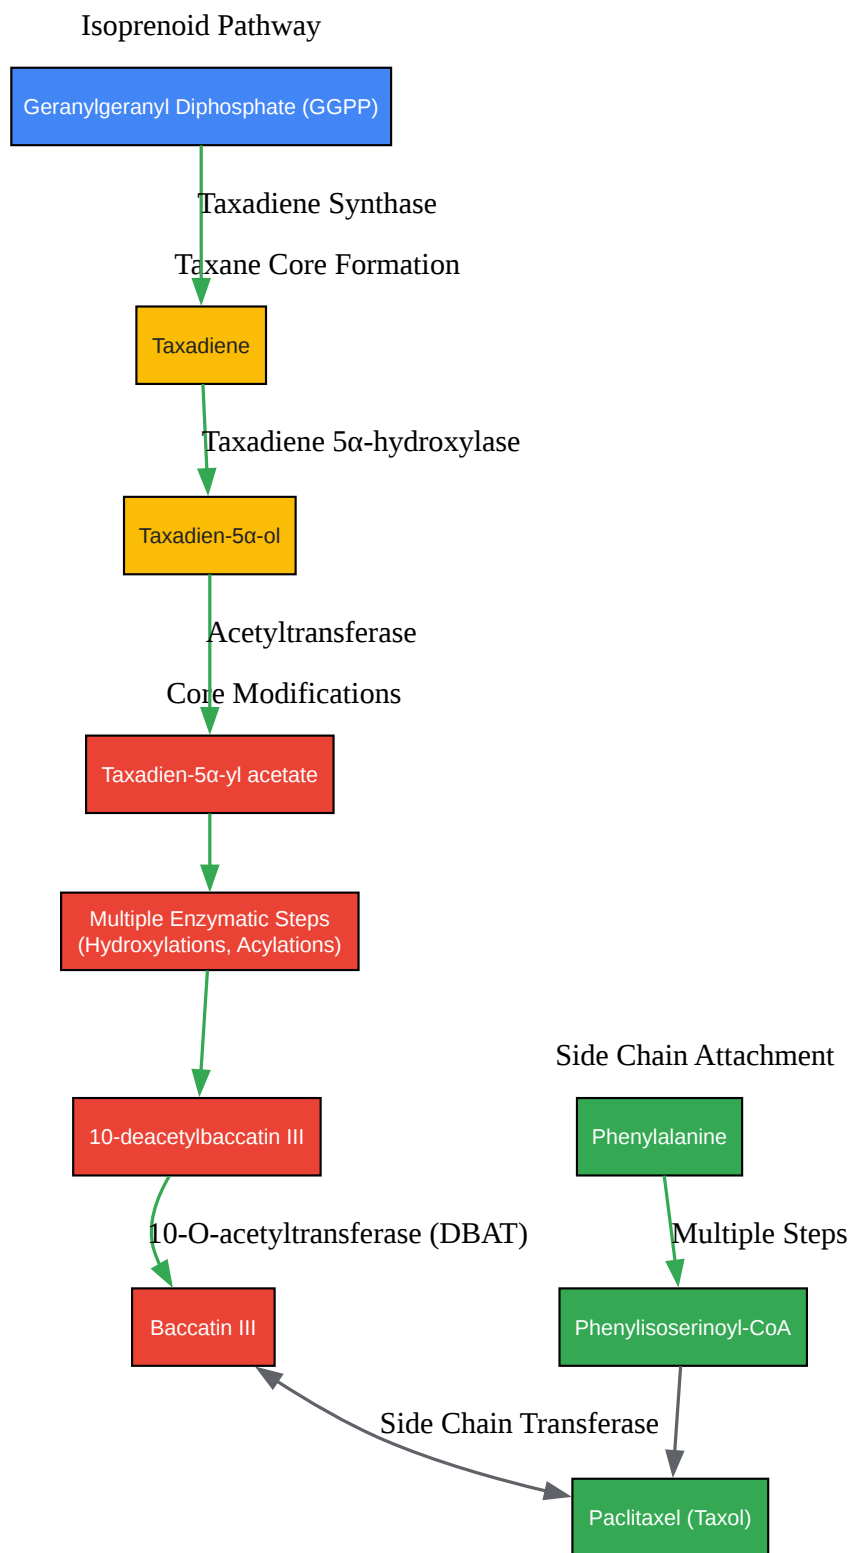 Isoprenoid Pathway
Geranylgeranyl Diphosphate (GGPP)
Taxadiene Synthase
Taxane Core Formation
Taxadiene
Taxadiene 5α-hydroxylase
Taxadien-5α-ol
Acetyltransferase
Core Modifications
Taxadien-5α-yl acetate
Multiple Enzymatic Steps
(Hydroxylations, Acylations)
10-deacetylbaccatin III
10-O-acetyltransferase (DBAT)
Baccatin III
Side Chain Attachment
Phenylalanine
Multiple Steps
Phenylisoserinoyl-CoA
Side Chain Transferase
Paclitaxel (Taxol)